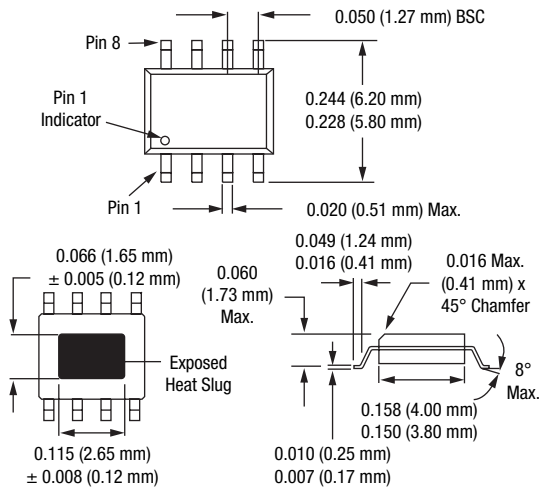 0.050 (1.27 mm) BSC
Pin 8
Pin 1
Indicator
0.244 (6.20 mm)
0.228 (5.80 mm)
Pin 1
0.020 (0.51 mm) Max.
0.066 (1.65 mm)
± 0.005 (0.12 mm)
Exposed
Heat Slug
0.115 (2.65 mm)
± 0.008 (0.12 mm)
0.049 (1.24 mm)
0.016 (0.41 mm)
0.060
(1.73 mm)
Max.
0.016 Max.
(0.41 mm) x
45° Chamfer
8°
Max.
0.158 (4.00 mm)
0.150 (3.80 mm)
0.010 (0.25 mm)
0.007 (0.17 mm)